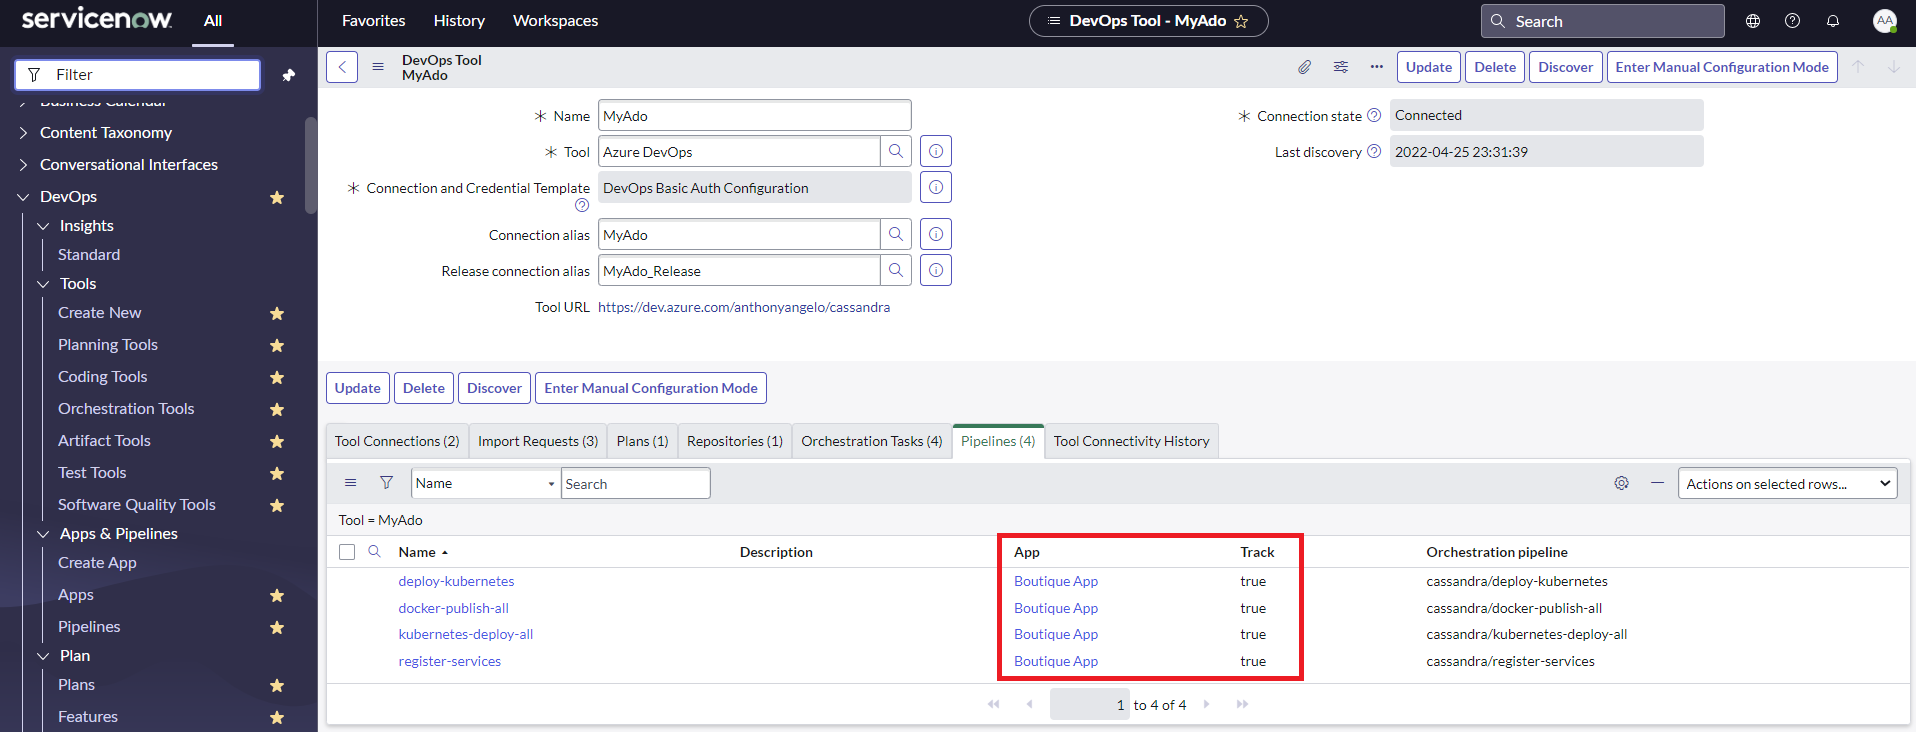 servicenow
All
Favorites
History
Workspaces
DevOps Tool - MyAdo
Search
AA
Filter
Business Calendar
Content Taxonomy
Conversational Interfaces
DevOps
Insights
Standard
Tools
Create New
Planning Tools
Coding Tools
Orchestration Tools
Artifact Tools
Test Tools
Software Quality Tools
Apps & Pipelines
Create App
Apps
Pipelines
Plan
Plans
Features
DevOps Tool
MyAdo
Update
Delete
Discover
Enter Manual Configuration Mode
Name
MyAdo
Tool
Azure DevOps
Connection and Credential Template
DevOps Basic Auth Configuration
Connection alias
MyAdo
Release connection alias
MyAdo_Release
Tool URL
https://dev.azure.com/anthonyangelo/cassandra
Connection state
Connected
Last discovery
2022-04-25 23:31:39
Update
Delete
Discover
Enter Manual Configuration Mode
Tool Connections (2)
Import Requests (3)
Plans (1)
Repositories (1)
Orchestration Tasks (4)
Pipelines (4)
Tool Connectivity History
Name
Search
Actions on selected rows...
Tool = MyAdo
Name Description App Track Orchestration pipeline
deploy-kubernetes Boutique App true cassandra/deploy-kubernetes
docker-publish-all Boutique App true cassandra/docker-publish-all
kubernetes-deploy-all Boutique App true cassandra/kubernetes-deploy-all
register-services Boutique App true cassandra/register-services
1 to 4 of 4